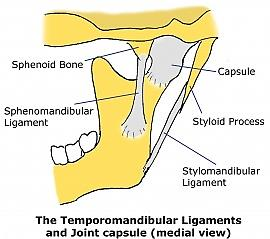 Sphenoid Bone
Capsule
Sphenomandibular
Ligament
Styloid Process
Stylomandibular
Ligament
The Temporomandibular Ligaments
and Joint capsule (medial view)